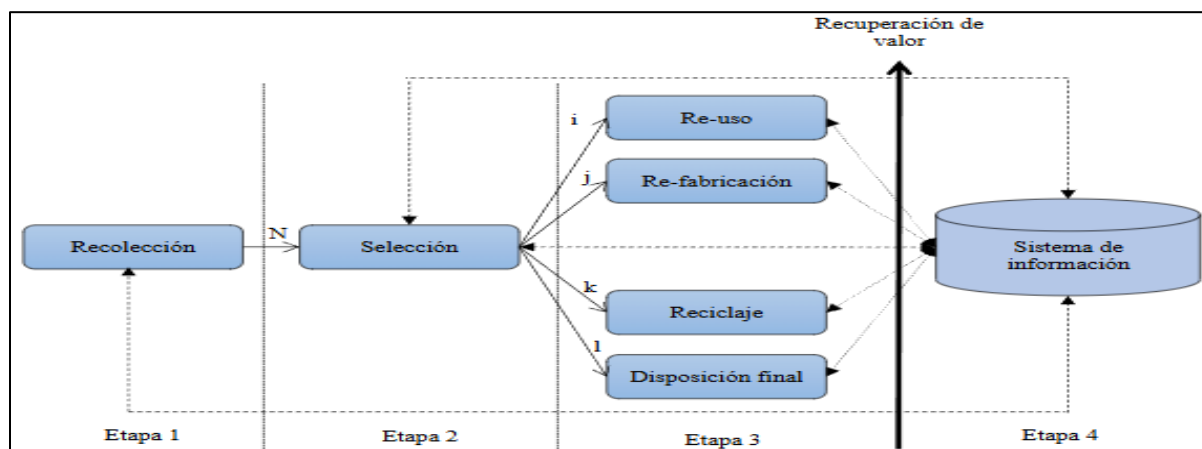 Recuperación de
valor
i
Re-uso
j
Re-fabricación
Recolección
N
Selección
Sistema de
información
k
Reciclaje
l
Disposición final
Etapa 1
Etapa 2
Etapa 3
Etapa 4